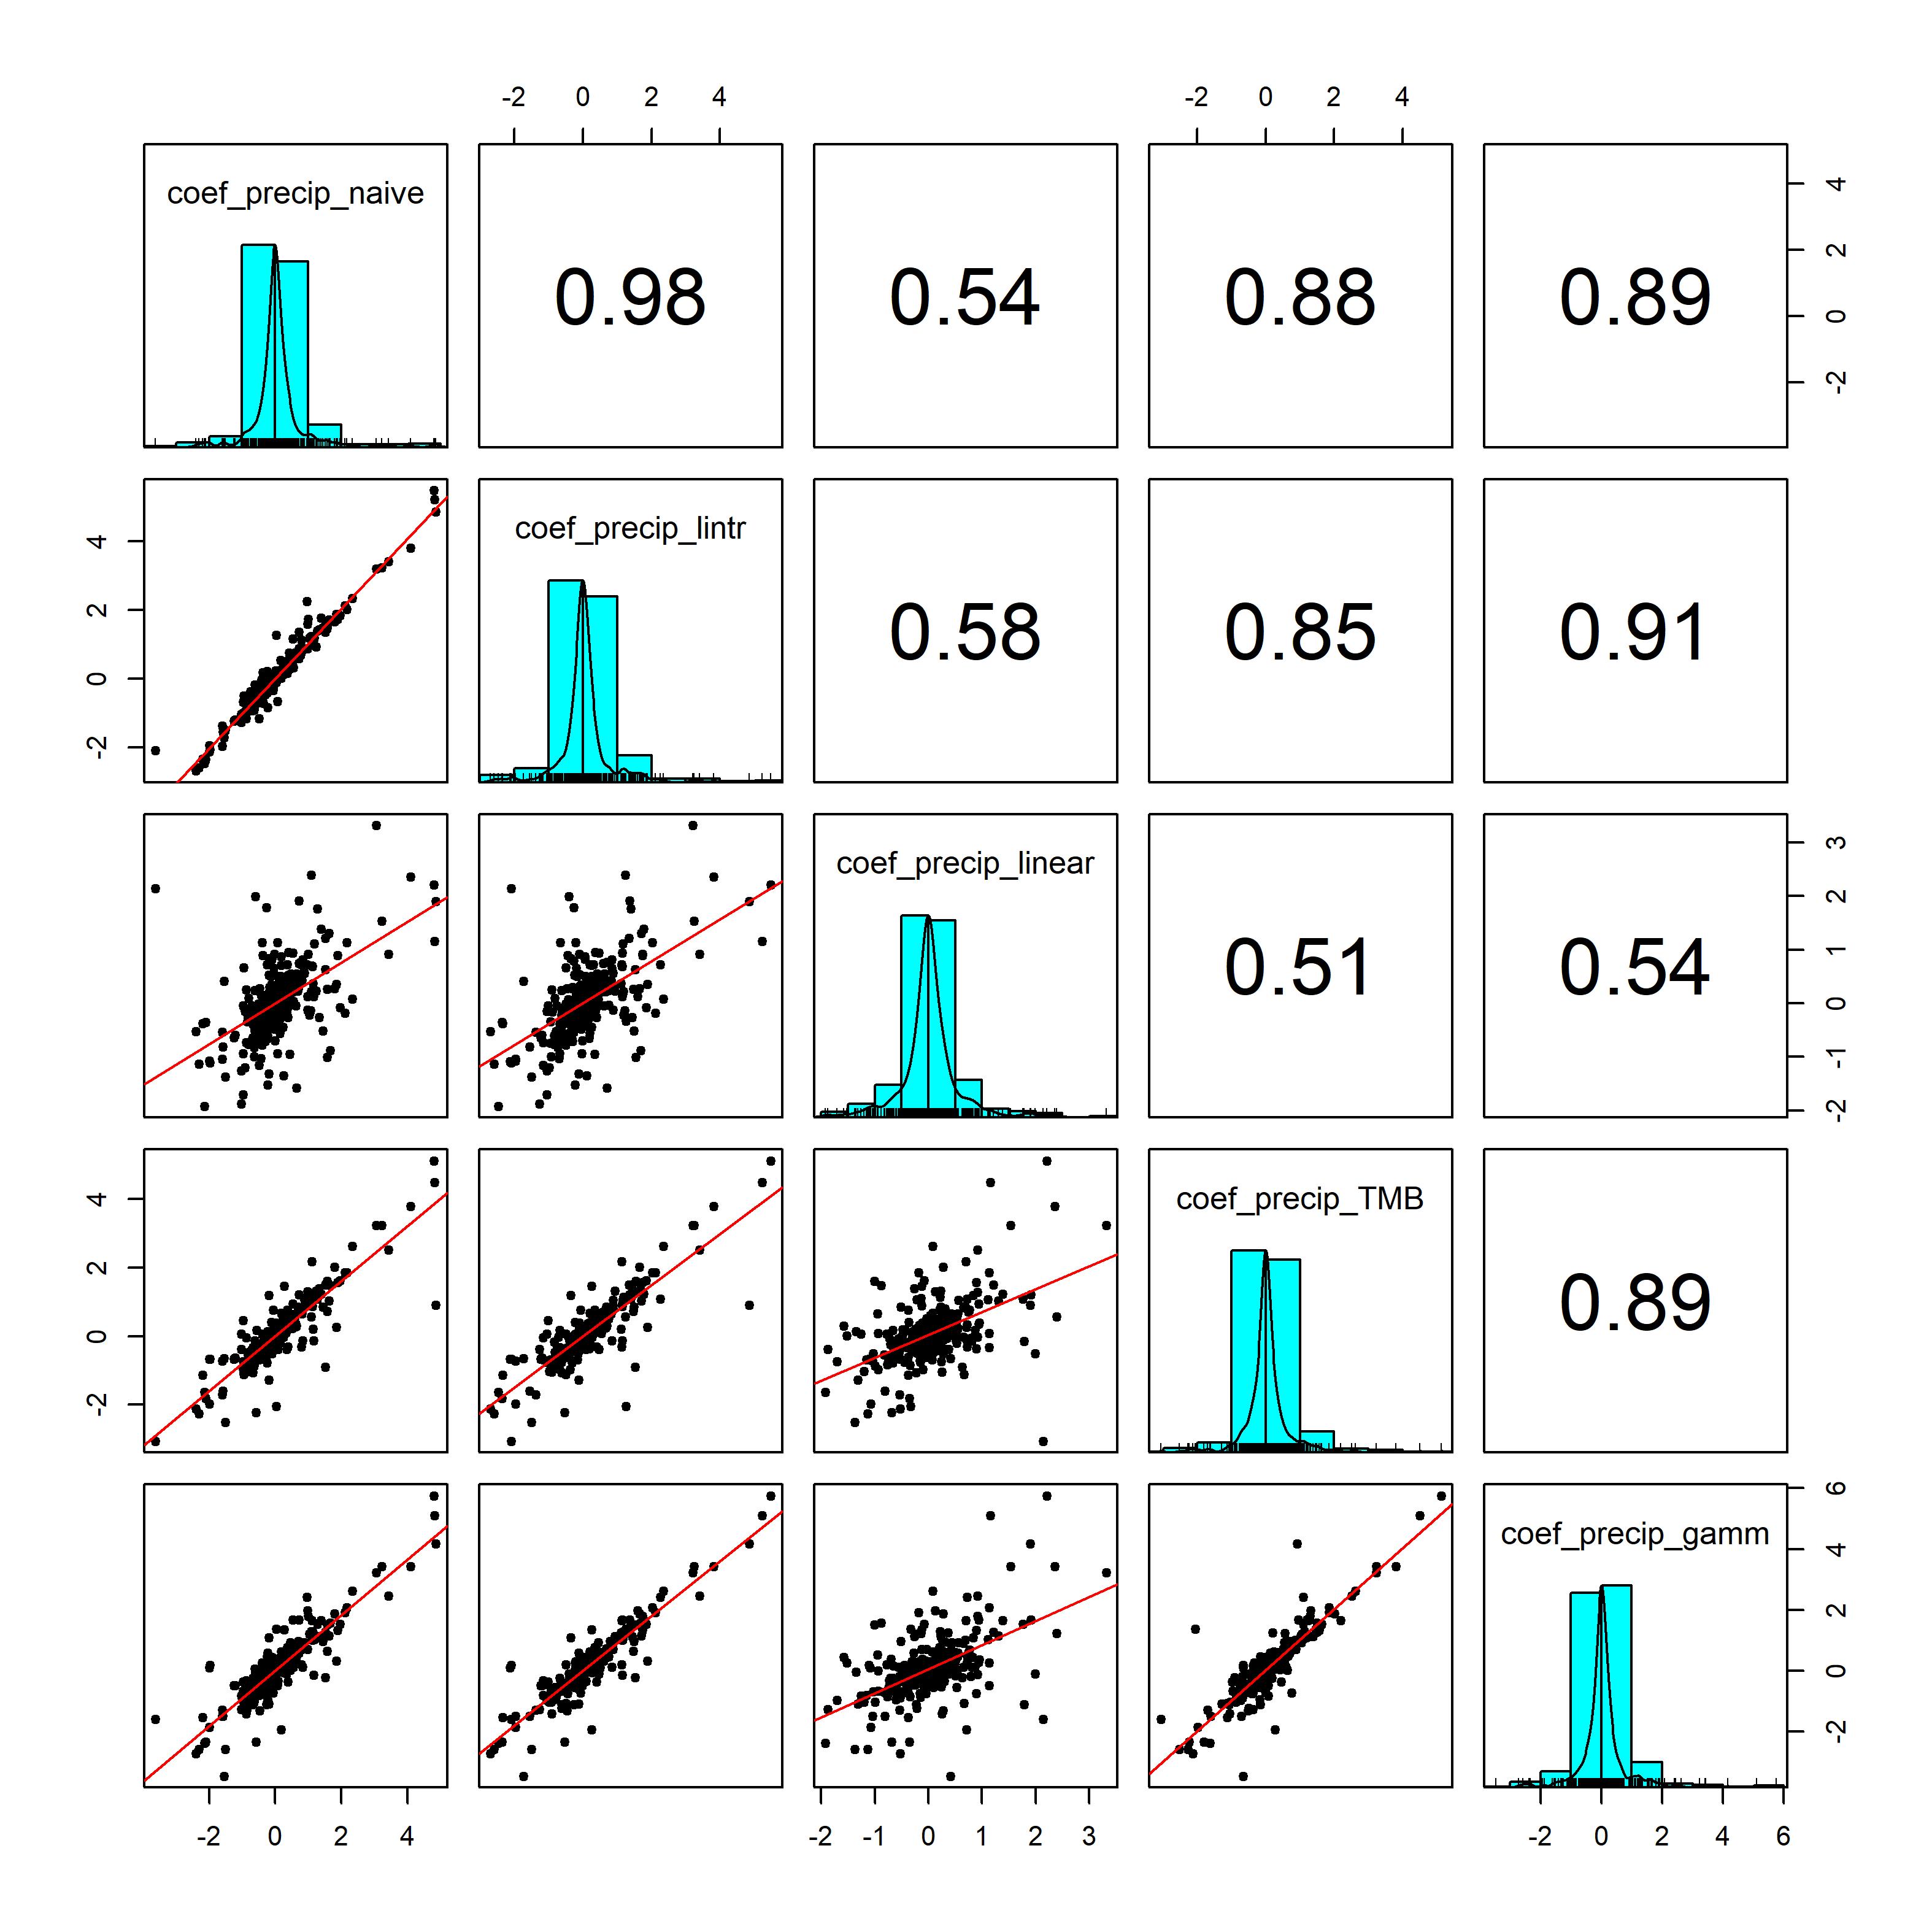 -2 0 2 4 -2 0 2 4
coef_precip_naive 0.98 0.54 0.88 0.89
4 2 0 -2
coef_precip_lintr 0.58 0.85 0.91
4 2 0 -2
coef_precip_linear 0.51 0.54
3 2 1 0 -1 -2
coef_precip_TMB 0.89
4 2 0 -2
coef_precip_gamm
6 4 2 0 -2
-2 0 2 4 -2 -1 0 1 2 3 -2 0 2 4 6